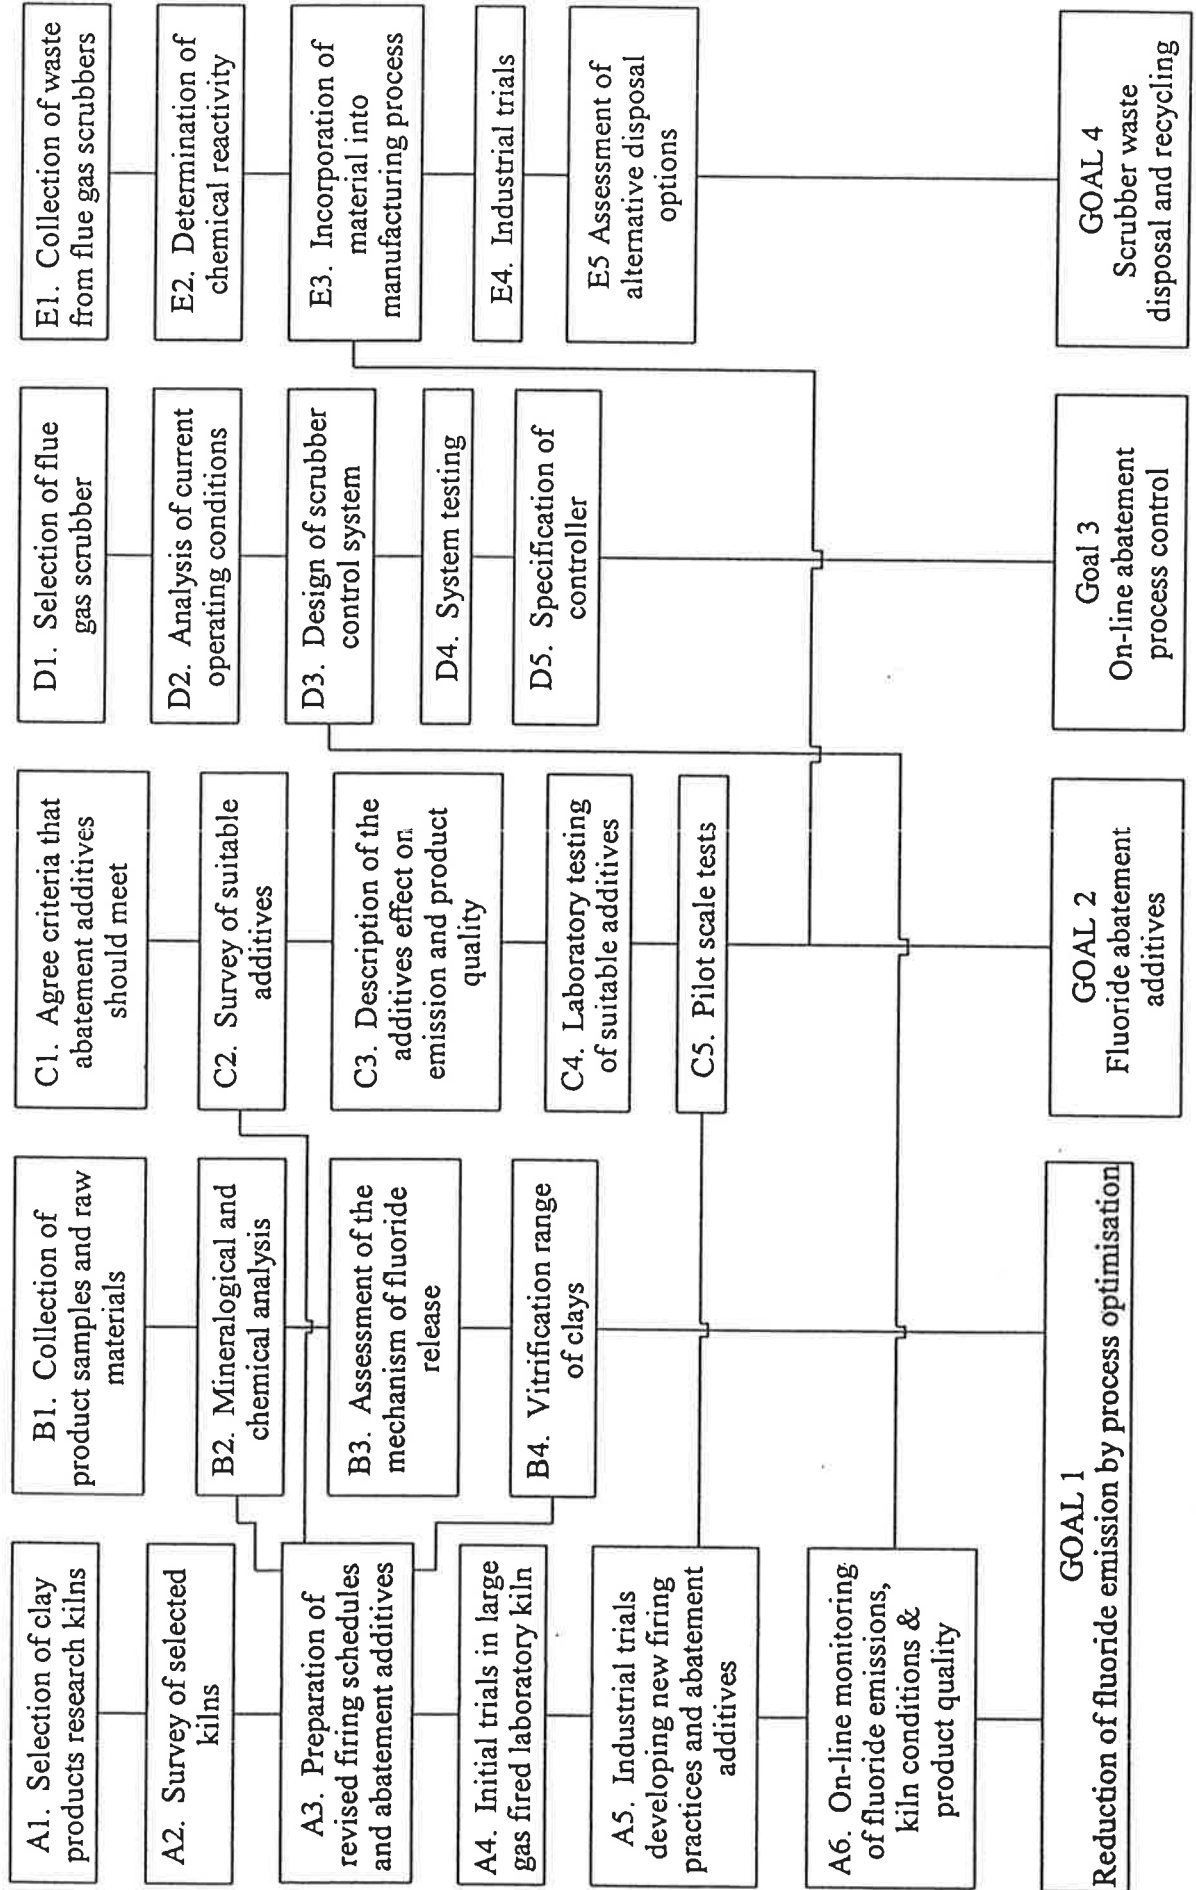 A1. Selection of clay
products research kilns
A2. Survey of selected
kilns
A3. Preparation of
revised firing schedules
and abatement additives
A4. Initial trials in large
gas fired laboratory kiln
A5. Industrial trials
developing new firing
practices and abatement
additives
A6. On-line monitoring
of fluoride emissions,
kiln conditions &
product quality
GOAL 1
Reduction of fluoride emission by process optimisation
B1. Collection of
product samples and raw
materials
B2. Mineralogical and
chemical analysis
B3. Assessment of the
mechanism of fluoride
release
B4. Vitrification range
of clays
C1. Agree criteria that
abatement additives
should meet
C2. Survey of suitable
additives
C3. Description of the
additives effect on
emission and product
quality
C4. Laboratory testing
of suitable additives
C5. Pilot scale tests
GOAL 2
Fluoride abatement
additives
D1. Selection of flue
gas scrubber
D2. Analysis of current
operating conditions
D3. Design of scrubber
control system
D4. System testing
D5. Specification of
controller
Goal 3
On-line abatement
process control
E1. Collection of waste
from flue gas scrubbers
E2. Determination of
chemical reactivity
E3. Incorporation of
material into
manufacturing process
E4. Industrial trials
E5 Assessment of
alternative disposal
options
GOAL 4
Scrubber waste
disposal and recycling